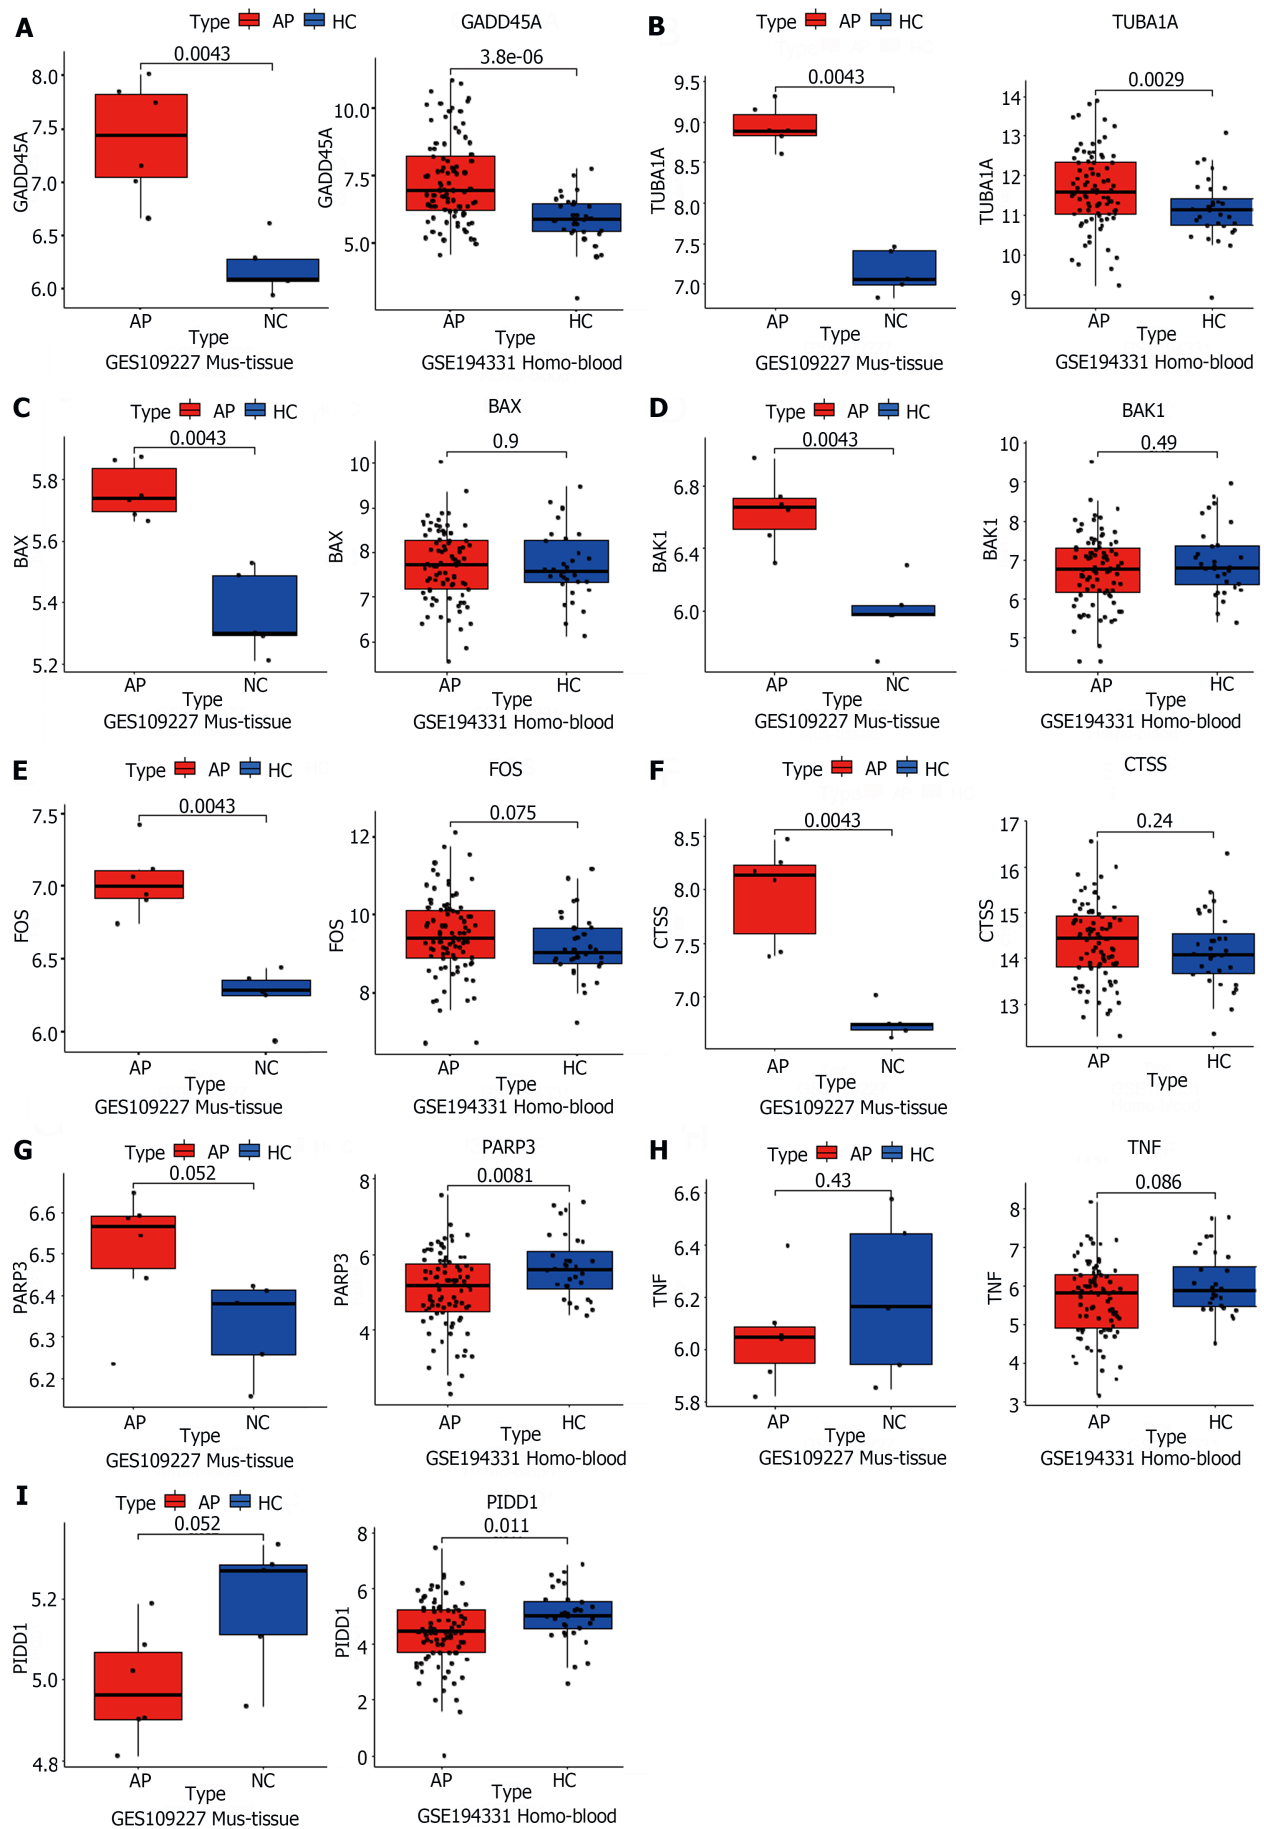 A
Type AP HC
GADD45A
0.0043
GADD45A
8.0
7.5
7.0
6.5
6.0
AP NC
Type
GES109227 Mus-tissue
3.8e-06
GADD45A
10.0
7.5
5.0
AP HC
Type
GSE194331 Homo-blood
B
Type AP HC
TUBA1A
0.0043
TUBA1A
9.5
9.0
8.5
8.0
7.5
7.0
AP NC
Type
GES109227 Mus-tissue
0.0029
TUBA1A
14
13
12
11
10
9
AP HC
Type
GSE194331 Homo-blood
C
Type AP HC
BAX
0.0043
BAX
5.8
5.6
5.4
5.2
AP NC
Type
GES109227 Mus-tissue
0.9
BAX
10
9
8
7
6
AP HC
Type
GSE194331 Homo-blood
D
Type AP HC
BAK1
0.0043
BAK1
6.8
6.4
6.0
AP NC
Type
GES109227 Mus-tissue
0.49
BAK1
10
9
8
7
6
5
AP HC
Type
GSE194331 Homo-blood
E
Type AP HC
FOS
0.0043
FOS
7.5
7.0
6.5
6.0
AP NC
Type
GES109227 Mus-tissue
0.075
FOS
12
10
8
AP HC
Type
GSE194331 Homo-blood
F
Type AP HC
CTSS
0.0043
CTSS
8.5
8.0
7.5
7.0
AP NC
Type
GES109227 Mus-tissue
0.24
CTSS
17
16
15
14
13
AP HC
Type
G
Type AP HC
PARP3
0.052
PARP3
6.6
6.5
6.4
6.3
6.2
AP NC
Type
GES109227 Mus-tissue
0.0081
PARP3
8
6
4
AP HC
Type
GSE194331 Homo-blood
H
Type AP HC
TNF
0.43
TNF
6.6
6.4
6.2
6.0
5.8
AP NC
Type
GES109227 Mus-tissue
0.086
TNF
8
7
6
5
4
3
AP HC
Type
GSE194331 Homo-blood
I
Type AP HC
PIDD1
0.052
PIDD1
5.2
5.0
4.8
AP NC
Type
GES109227 Mus-tissue
0.011
PIDD1
8
6
4
2
0
AP HC
Type
GSE194331 Homo-blood